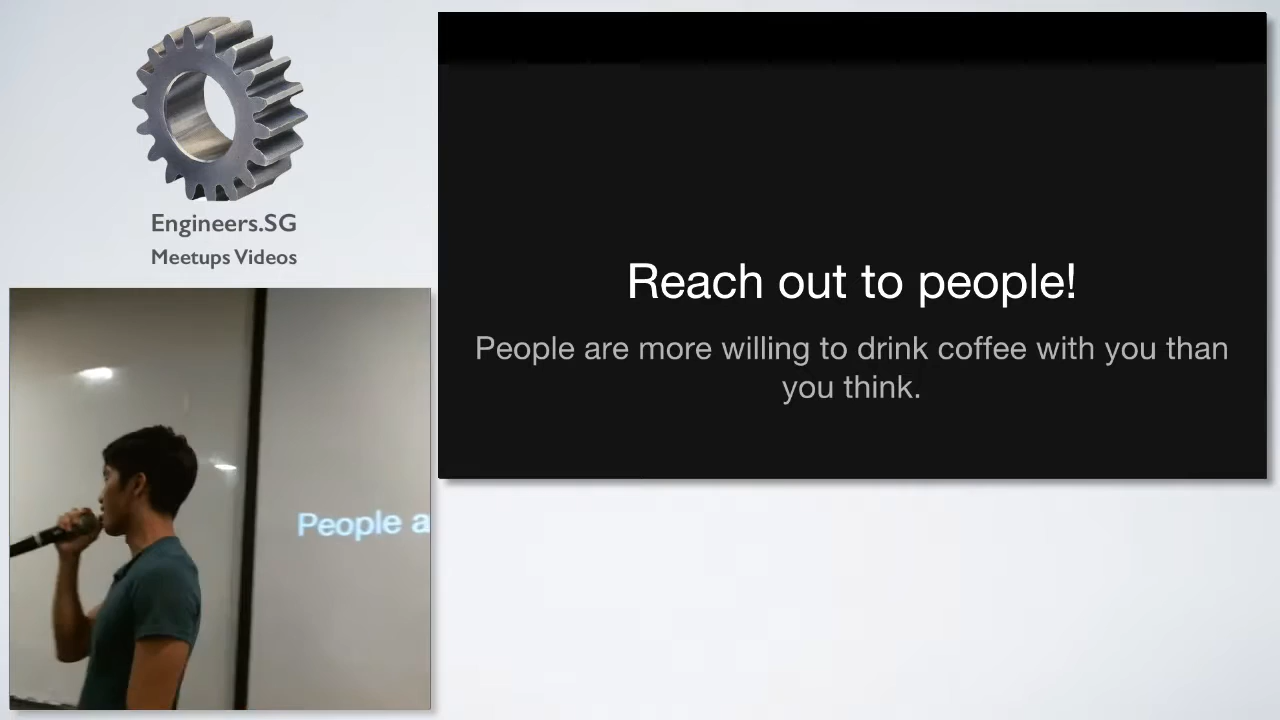 Engineers.SG
Meetups Videos
Reach out to people!
People are more willing to drink coffee with you than
you think.
People a